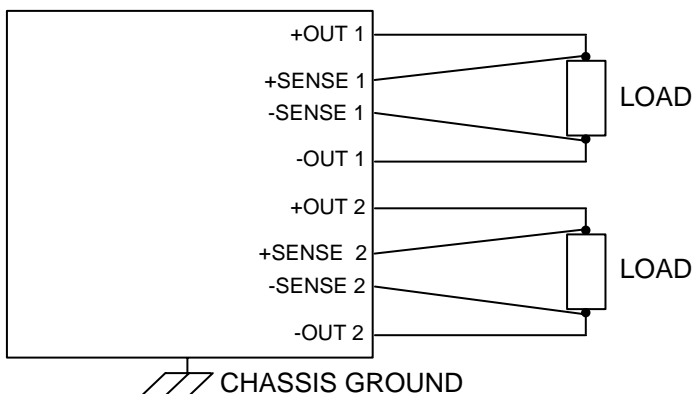 +OUT 1
+SENSE 1
-SENSE 1
-OUT 1
LOAD
+OUT 2
+SENSE 2
-SENSE 2
-OUT 2
LOAD
CHASSIS GROUND